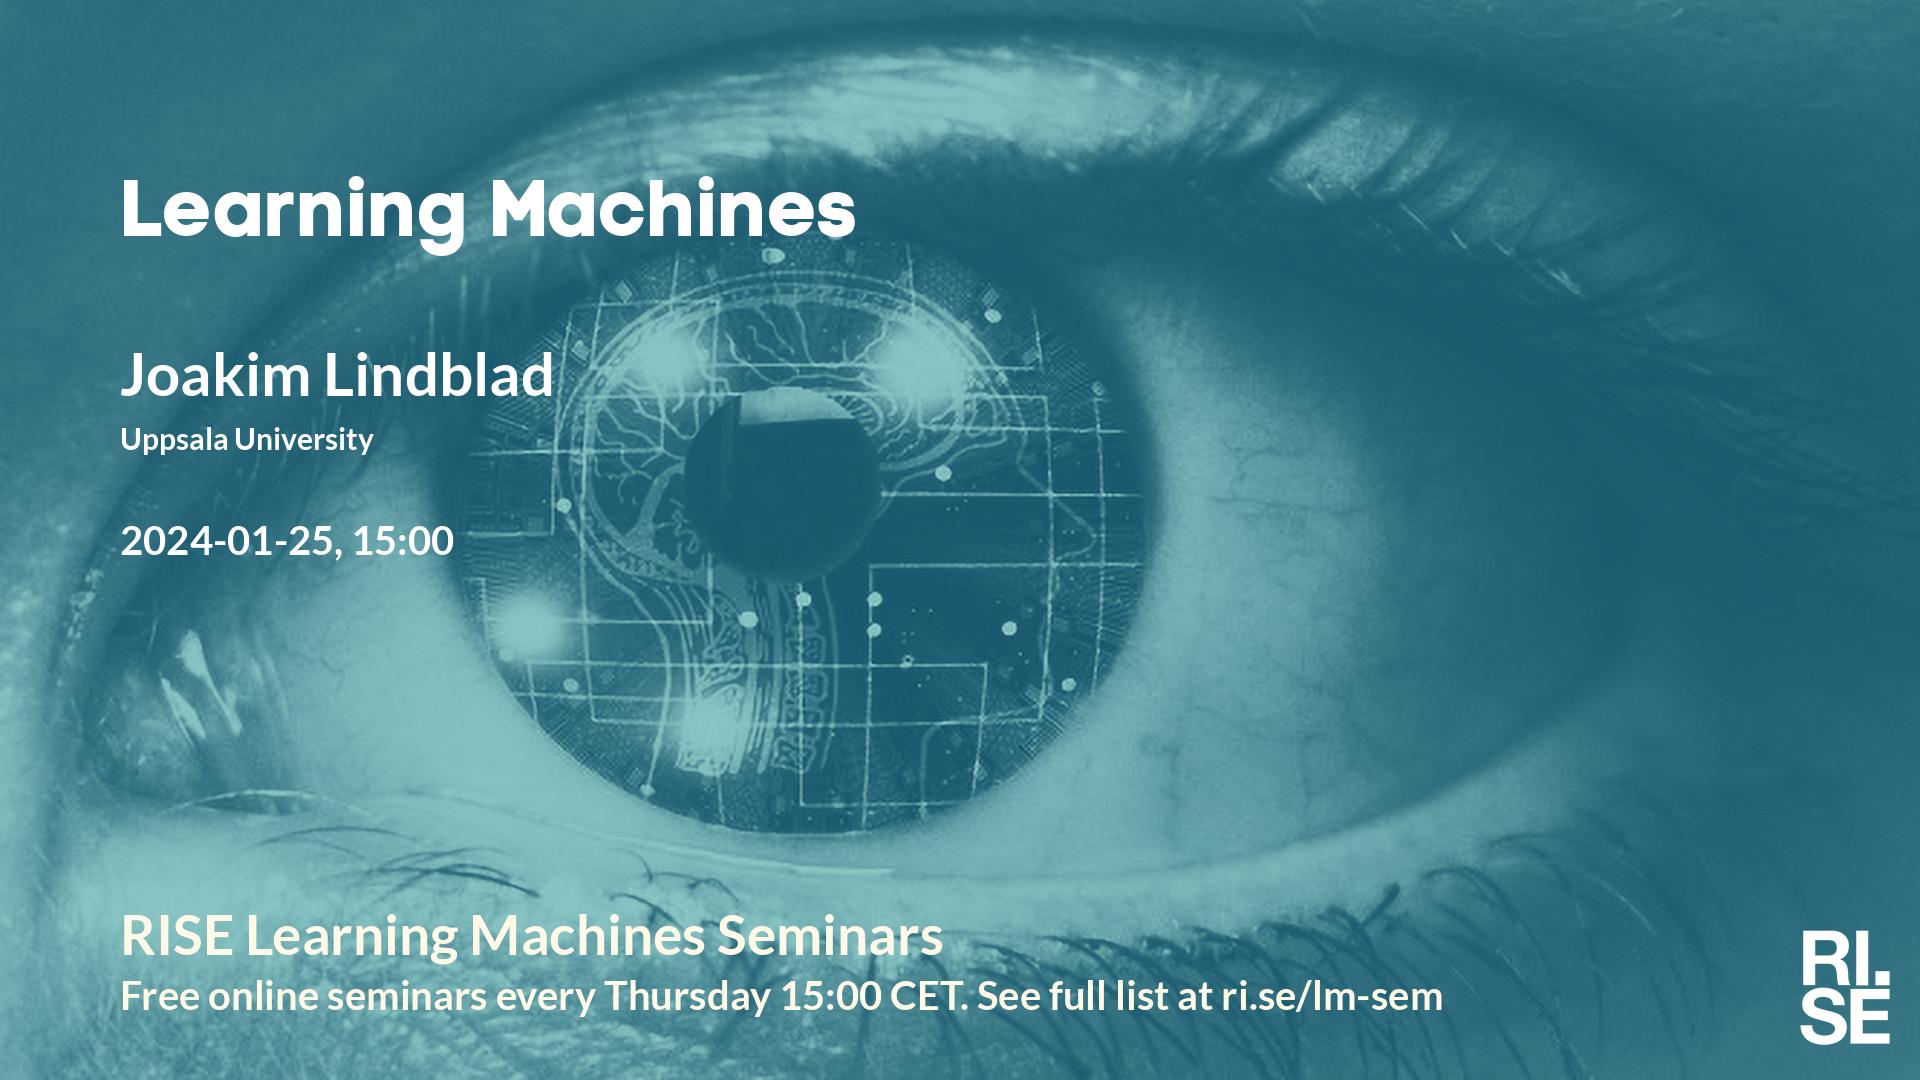 Learning Machines
Joakim Lindblad
Uppsala University
2024-01-25, 15:00
RISE Learning Machines Seminars
Free online seminars every Thursday 15:00 CET. See full list at ri.se/lm-sem
RI.
SE